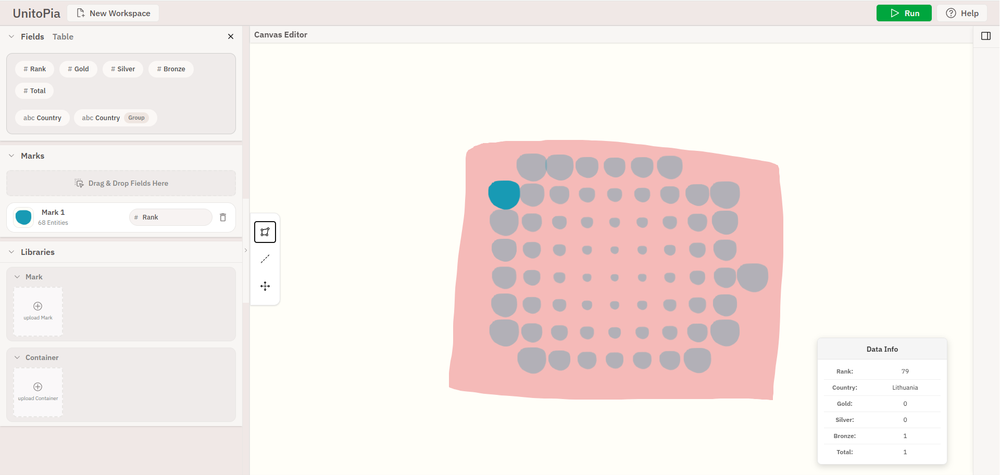 UnitoPia New Workspace Run Help
Fields Table
Canvas Editor
# Rank # Gold # Silver # Bronze
# Total
abc Country abc Country Group
Marks
Drag & Drop Fields Here
Mark 1
68 Entities
# Rank
Libraries
Mark
upload Mark
Container
upload Container
Data Info
Rank: 79
Country: Lithuania
Gold: 0
Silver: 0
Bronze: 1
Total: 1